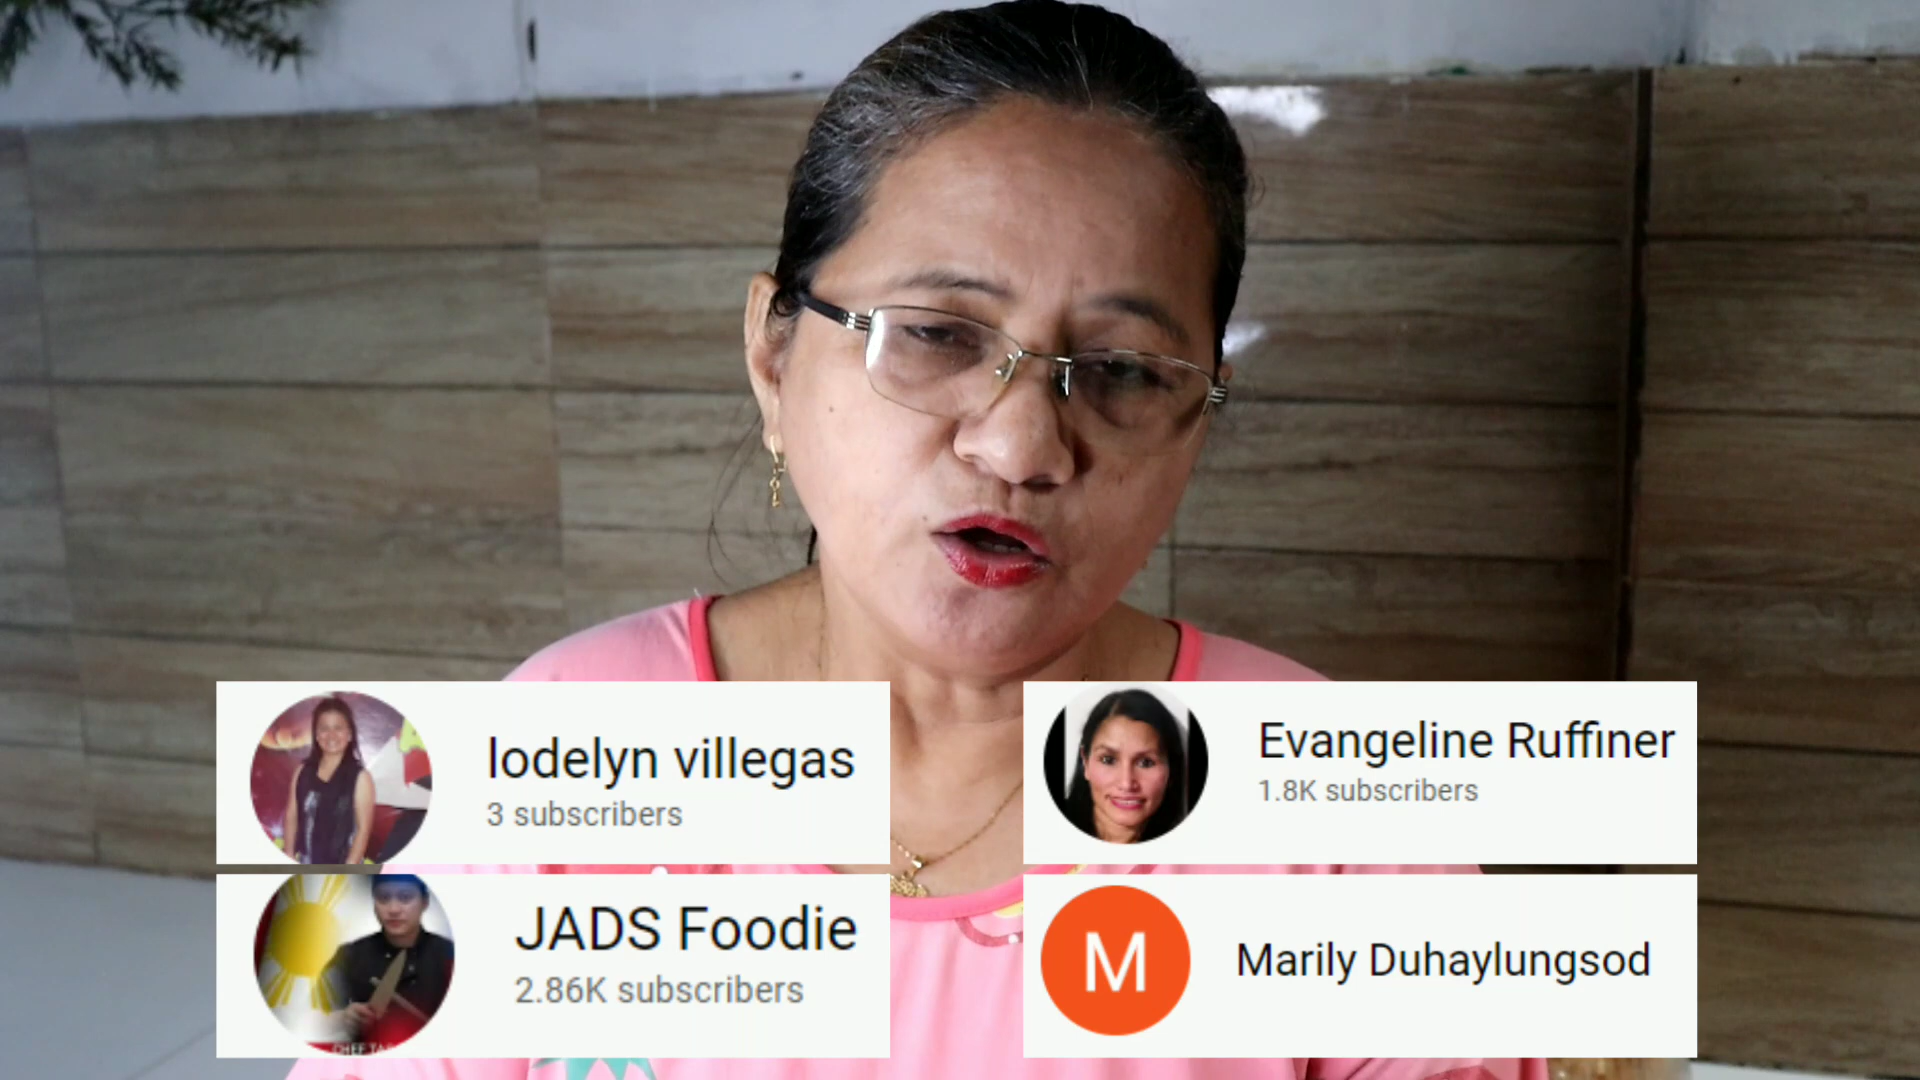 lodelyn villegas
3 subscribers
Evangeline Ruffiner
1.8K subscribers
JADS Foodie
2.86K subscribers
M
Marily Duhaylungsod